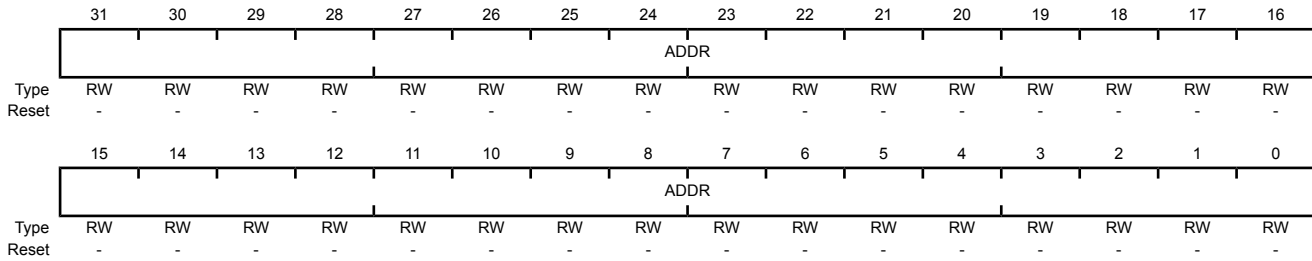 31 30 29 28 27 26 25 24 23 22 21 20 19 18 17 16
ADDR
Type RW RW RW RW RW RW RW RW RW RW RW RW RW RW RW RW
Reset - - - - - - - - - - - - - - - -
15 14 13 12 11 10 9 8 7 6 5 4 3 2 1 0
ADDR
Type RW RW RW RW RW RW RW RW RW RW RW RW RW RW RW RW
Reset - - - - - - - - - - - - - - - -